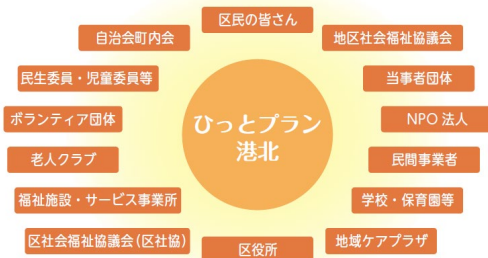 区民の皆さん
自治会町内会
地区社会福祉協議会
民生委員・児童委員等
当事者団体
ボランティア団体
ひっとプラン
港北
NPO 法人
老人クラブ
民間事業者
福祉施設・サービス事業所
学校・保育園等
区社会福祉協議会(区社協)
区役所
地域ケアプラザ